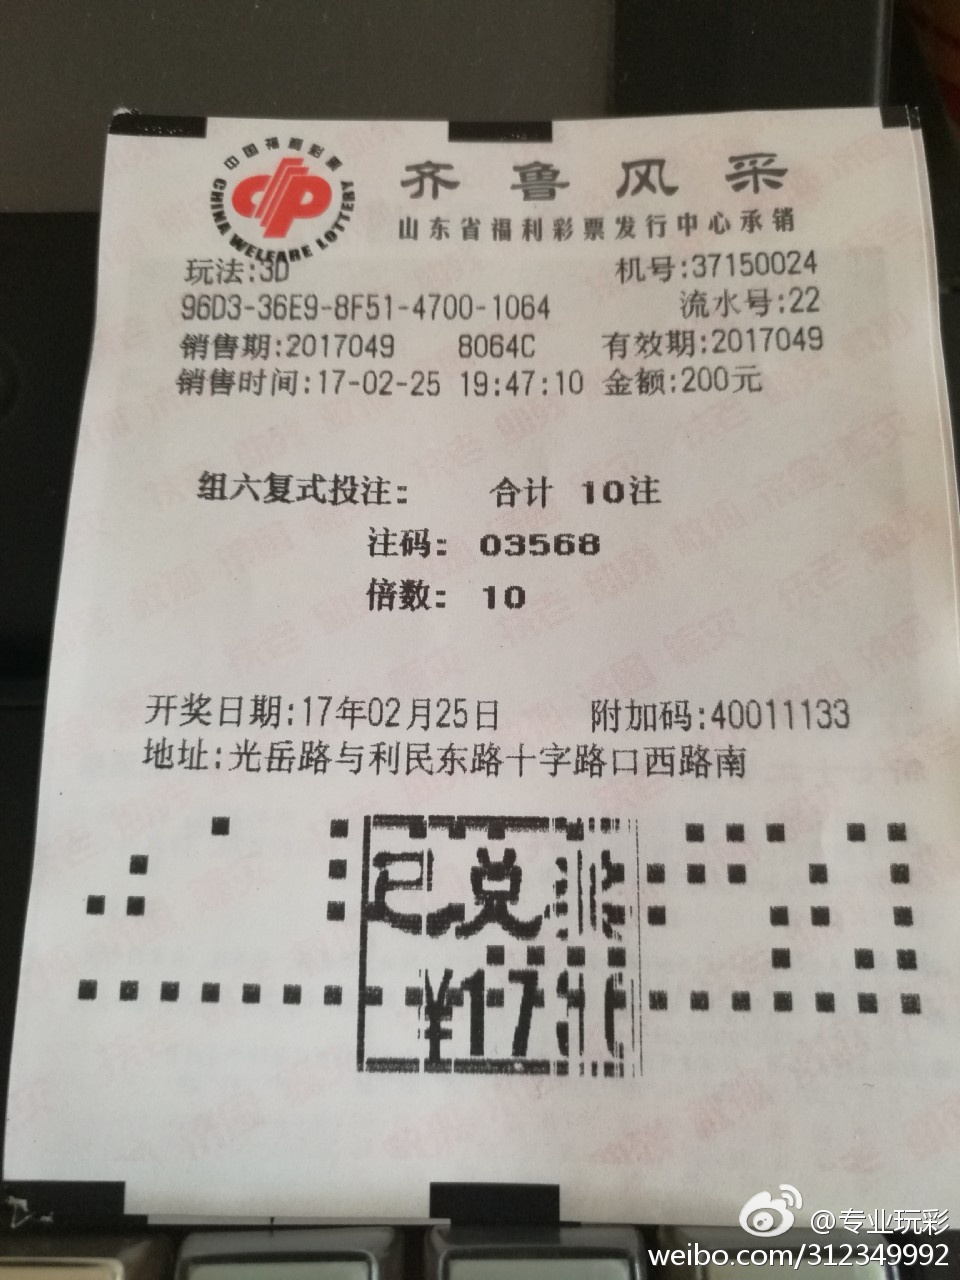 中国福利彩票
CHINA WELFARE LOTTERY
齐鲁风采
山东省福利彩票发行中心承销
玩法:3D 机号:37150024
96D3-36E9-8F51-4700-1064 流水号:22
销售期:2017049 8064C 有效期:2017049
销售时间:17-02-25 19:47:10 金额:200元
组六复式投注: 合计 10注
注码: 03568
倍数: 10
开奖日期:17年02月25日 附加码:40011133
地址:光岳路与利民东路十字路口西路南
已兑奖
¥17
@专业玩彩
weibo.com/312349992